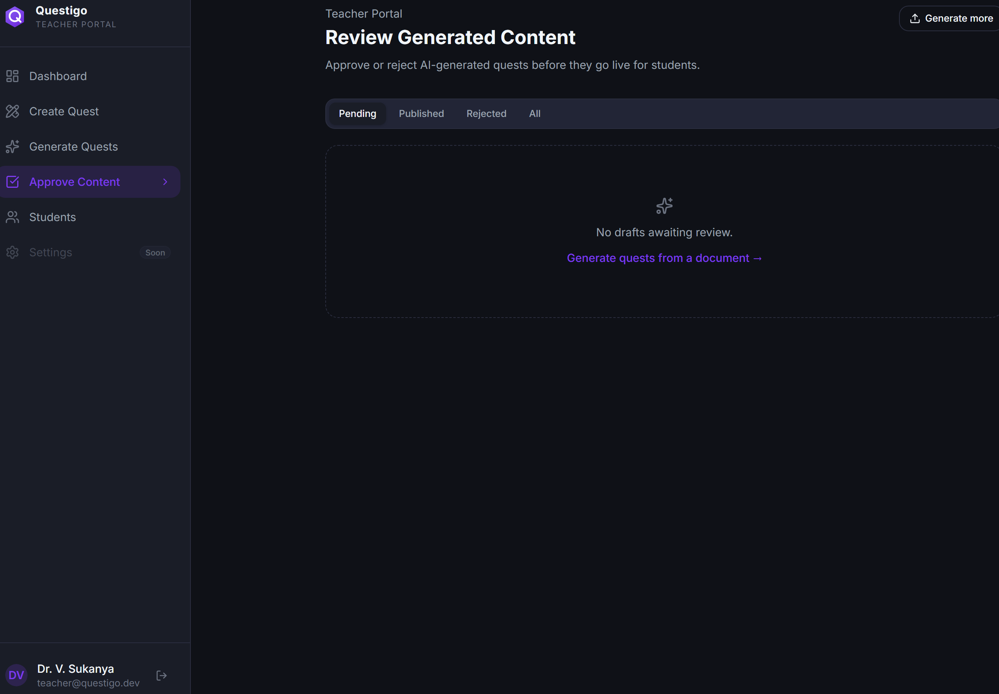 Questigo
TEACHER PORTAL
Dashboard
Create Quest
Generate Quests
Approve Content
Students
Settings
Soon
DV
Dr. V. Sukanya
teacher@questigo.dev
Teacher Portal
Generate more
Review Generated Content
Approve or reject AI-generated quests before they go live for students.
Pending
Published
Rejected
All
No drafts awaiting review.
Generate quests from a document →